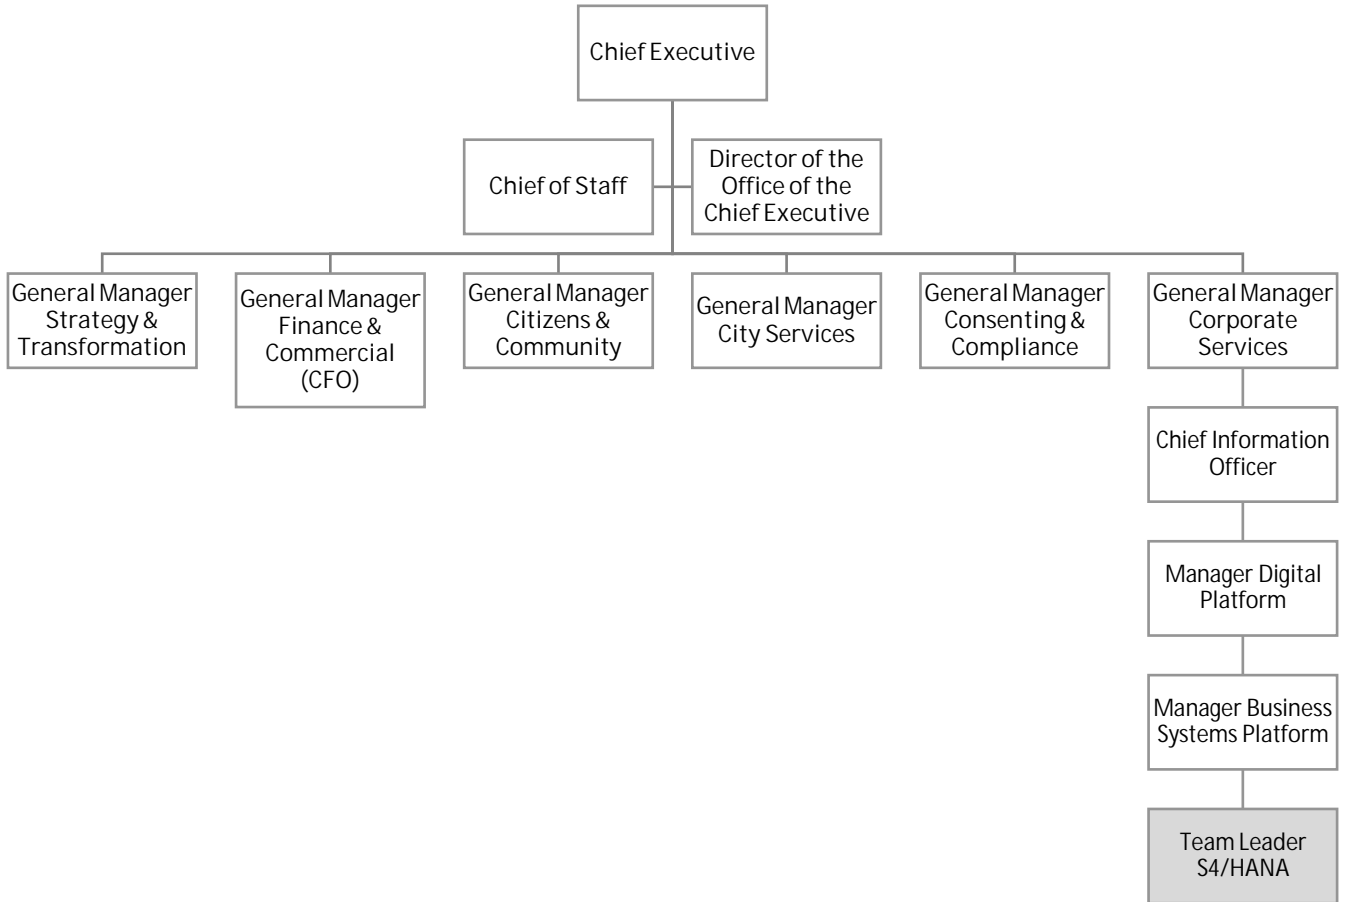 Chief Executive
Chief of Staff
Director of the
Office of the
Chief Executive
General Manager
Strategy &
Transformation
General Manager
Finance &
Commercial
(CFO)
General Manager
Citizens &
Community
General Manager
City Services
General Manager
Consenting &
Compliance
General Manager
Corporate
Services
Chief Information
Officer
Manager Digital
Platform
Manager Business
Systems Platform
Team Leader
S4/HANA